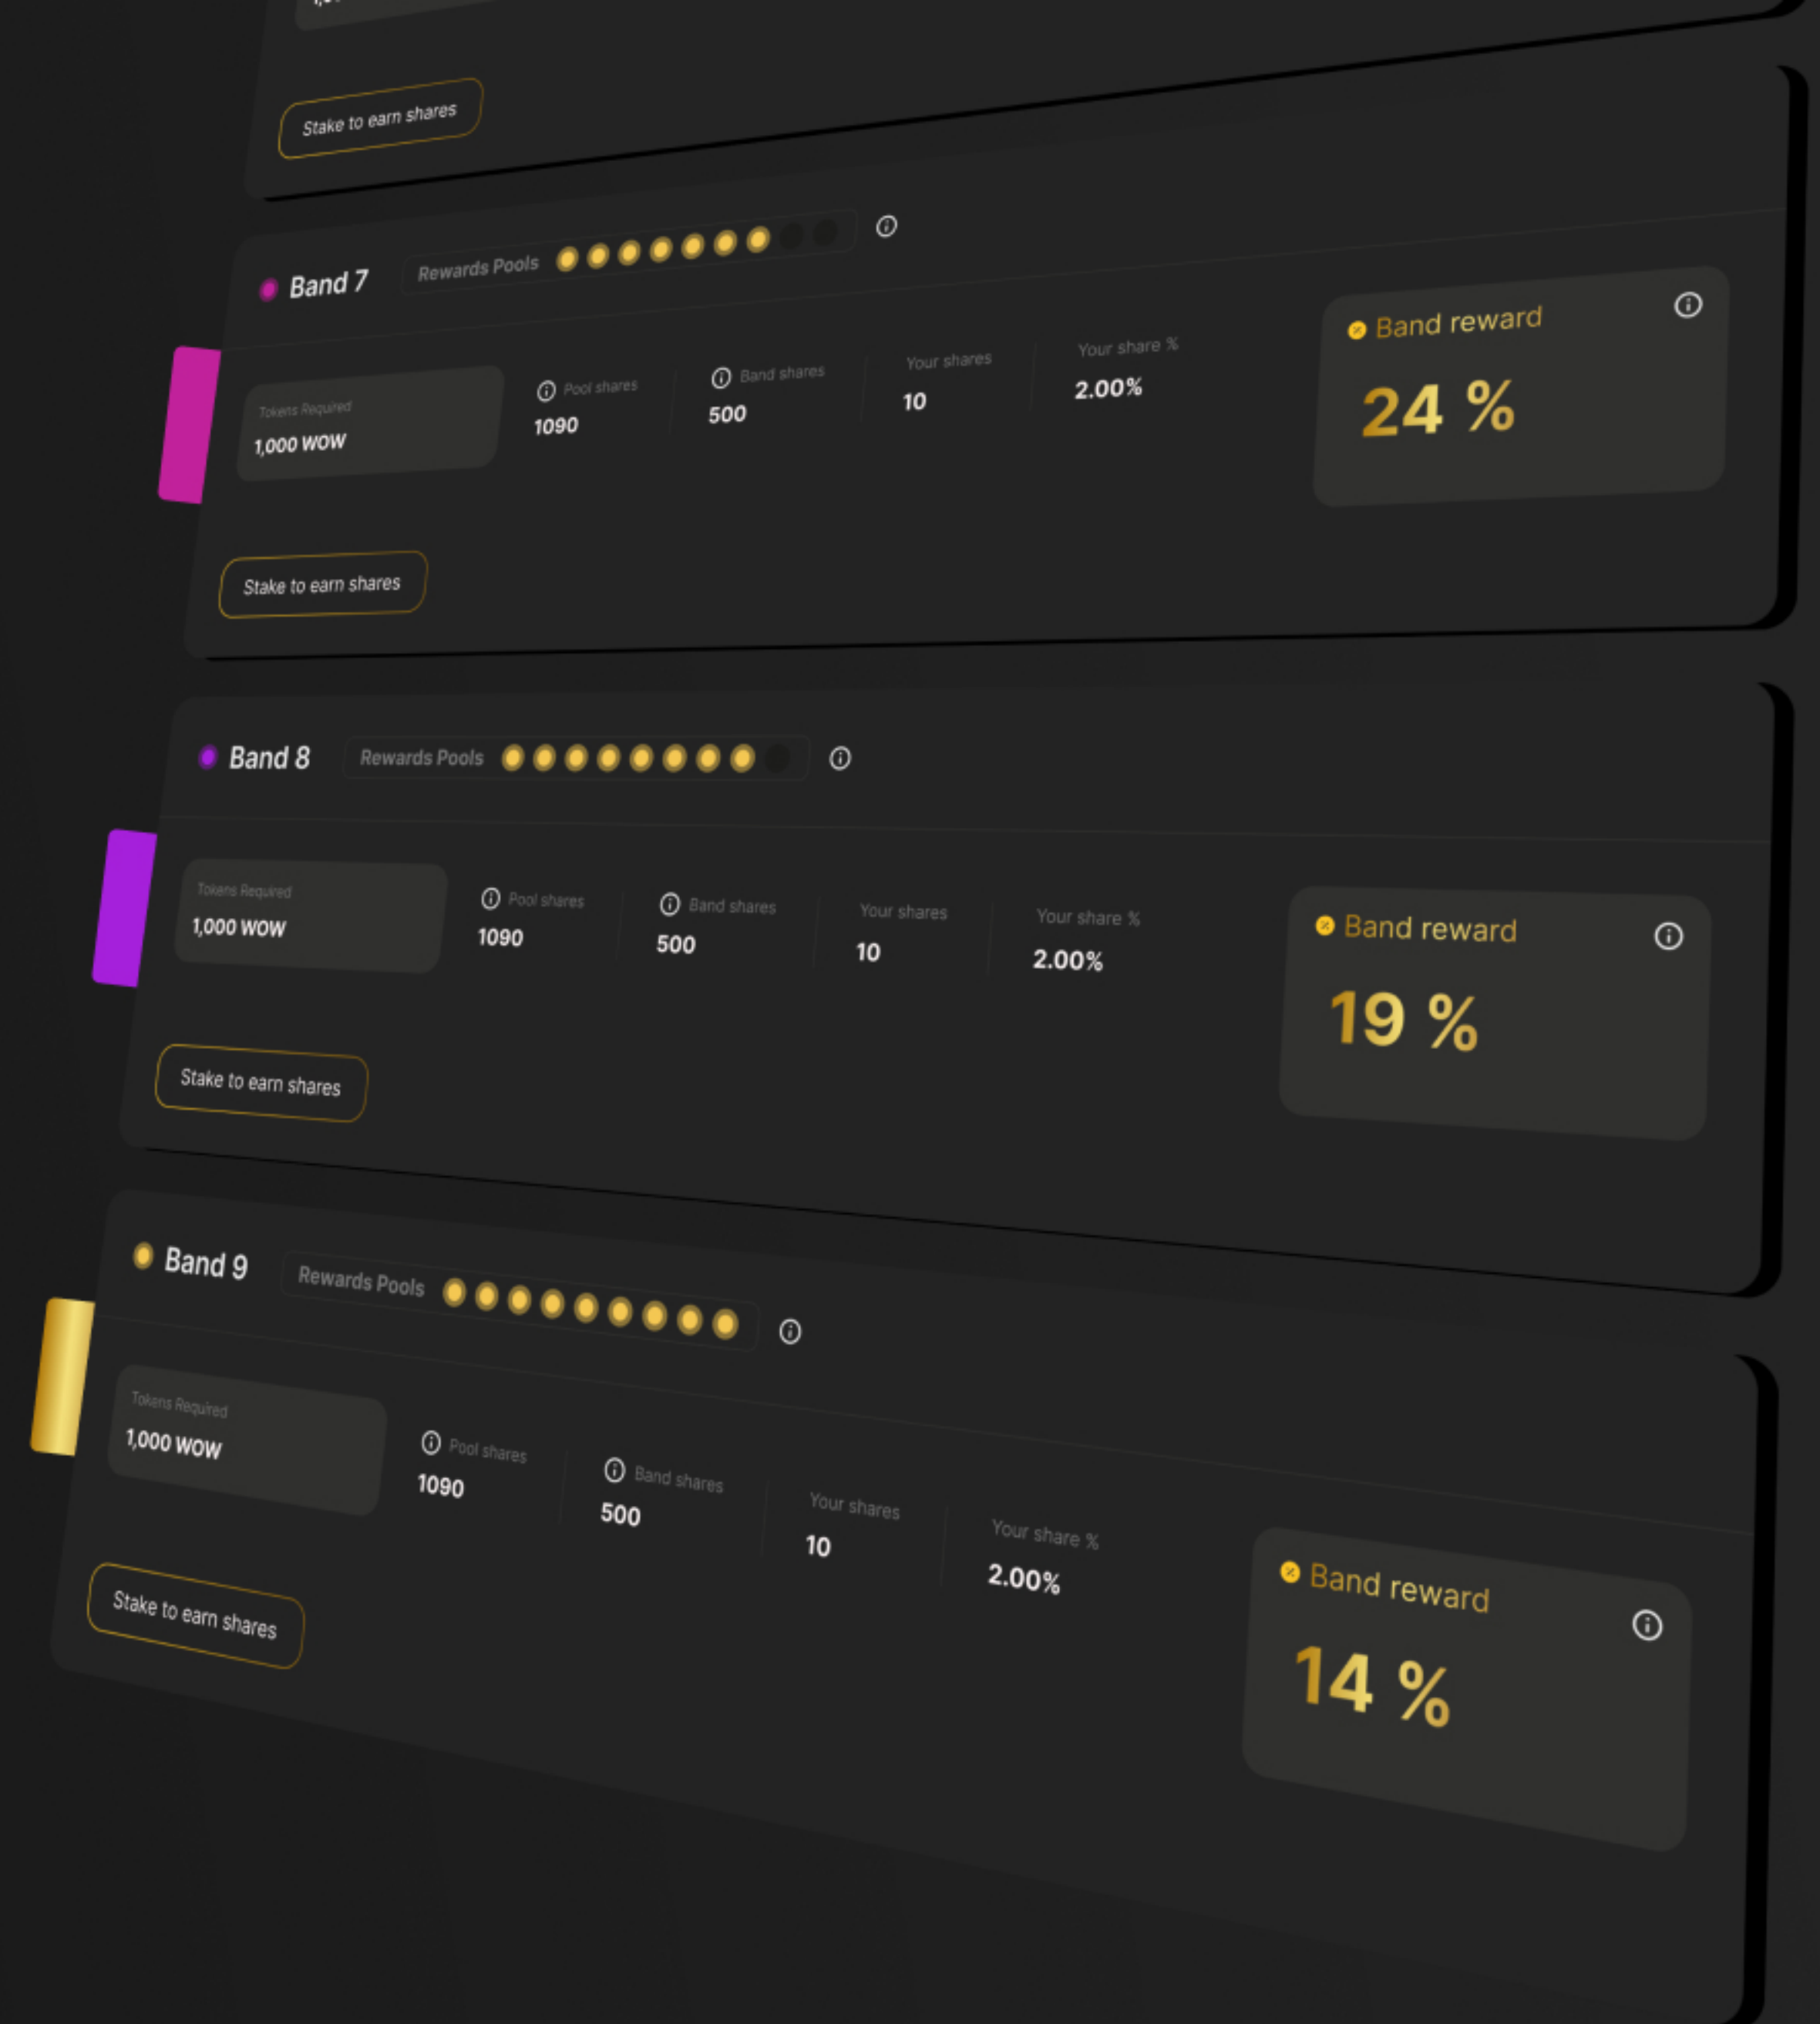 Stake to earn shares
Band 7
Rewards Pools
Tokens Required
1,000 WOW
Pool shares
1090
Band shares
500
Your shares
10
Your share %
2.00%
Band reward
24 %
Stake to earn shares
Band 8
Rewards Pools
Tokens Required
1,000 WOW
Pool shares
1090
Band shares
500
Your shares
10
Your share %
2.00%
Band reward
19 %
Stake to earn shares
Band 9
Rewards Pools
Tokens Required
1,000 WOW
Pool shares
1090
Band shares
500
Your shares
10
Your share %
2.00%
Band reward
14 %
Stake to earn shares